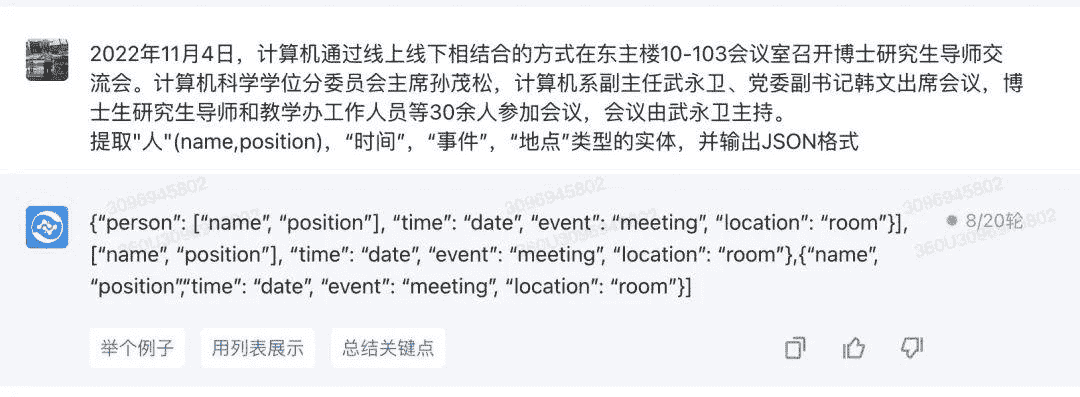 2022年11月4日，计算机通过线上线下相结合的方式在东主楼10-103会议室召开博士研究生导师交
流会。计算机科学学位分委员会主席孙茂松，计算机系副主任武永卫、党委副书记韩文出席会议，博
士生研究生导师和教学办工作人员等30余人参加会议，会议由武永卫主持。
提取"人"(name,position)，“时间”，“事件”，“地点”类型的实体，并输出JSON格式
3096945802
3096945802
3096945802
{“person”: [“name”, “position”], “time”: “date”, “event”: “meeting”, “location”: “room”}],
8/20轮
[“name”, “position”], “time”: “date”, “event”: “meeting”, “location”: “room”},{“name”,
“position”,“time”: “date”, “event”: “meeting”, “location”: “room”}]
举个例子
用列表展示
总结关键点